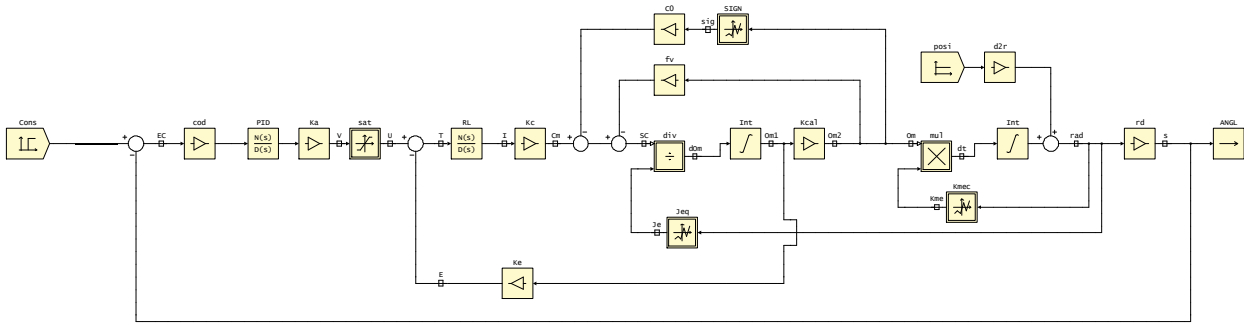 CO
SIGN
sig
posi
d2r
fv
Cons
EC
cod
PID
N(s)
D(s)
Ka
V
sat
U
T
RL
N(s)
D(s)
I
Kc
Cm
SC
div
dOm
Int
Om1
Kcal
Om2
Om
mul
dt
Int
rad
rd
s
ANGL
Kme
Kmec
Je
Jeq
E
Ke